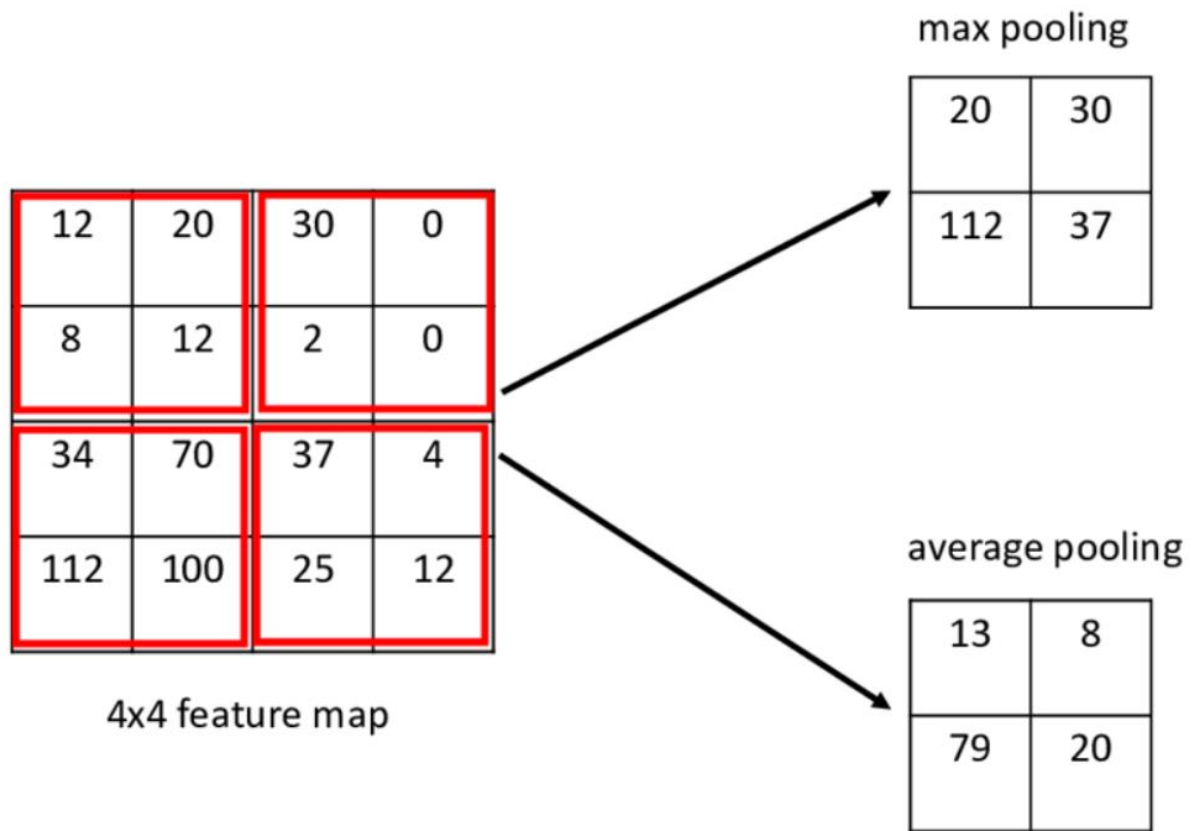 max pooling
20 30
112 37
12 20 30 0
8 12 2 0
34 70 37 4
112 100 25 12
4x4 feature map
average pooling
13 8
79 20